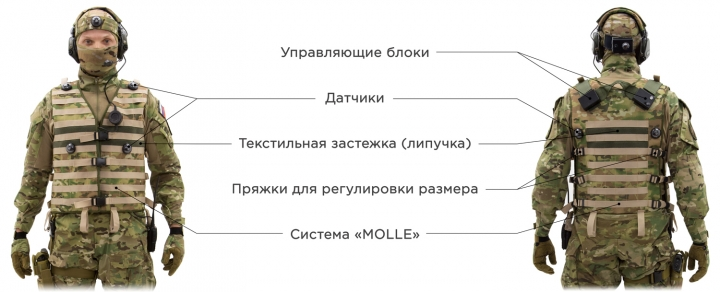 Управляющие блоки
Датчики
Текстильная застежка (липучка)
Пряжки для регулировки размера
Система «MOLLE»